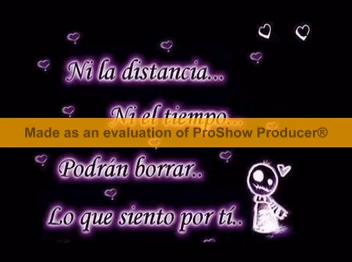 Ni la distancia...
Ni el tiempo...
Made as an evaluation of ProShow Producer®
Podrán borrar..
Lo que siento por tí..